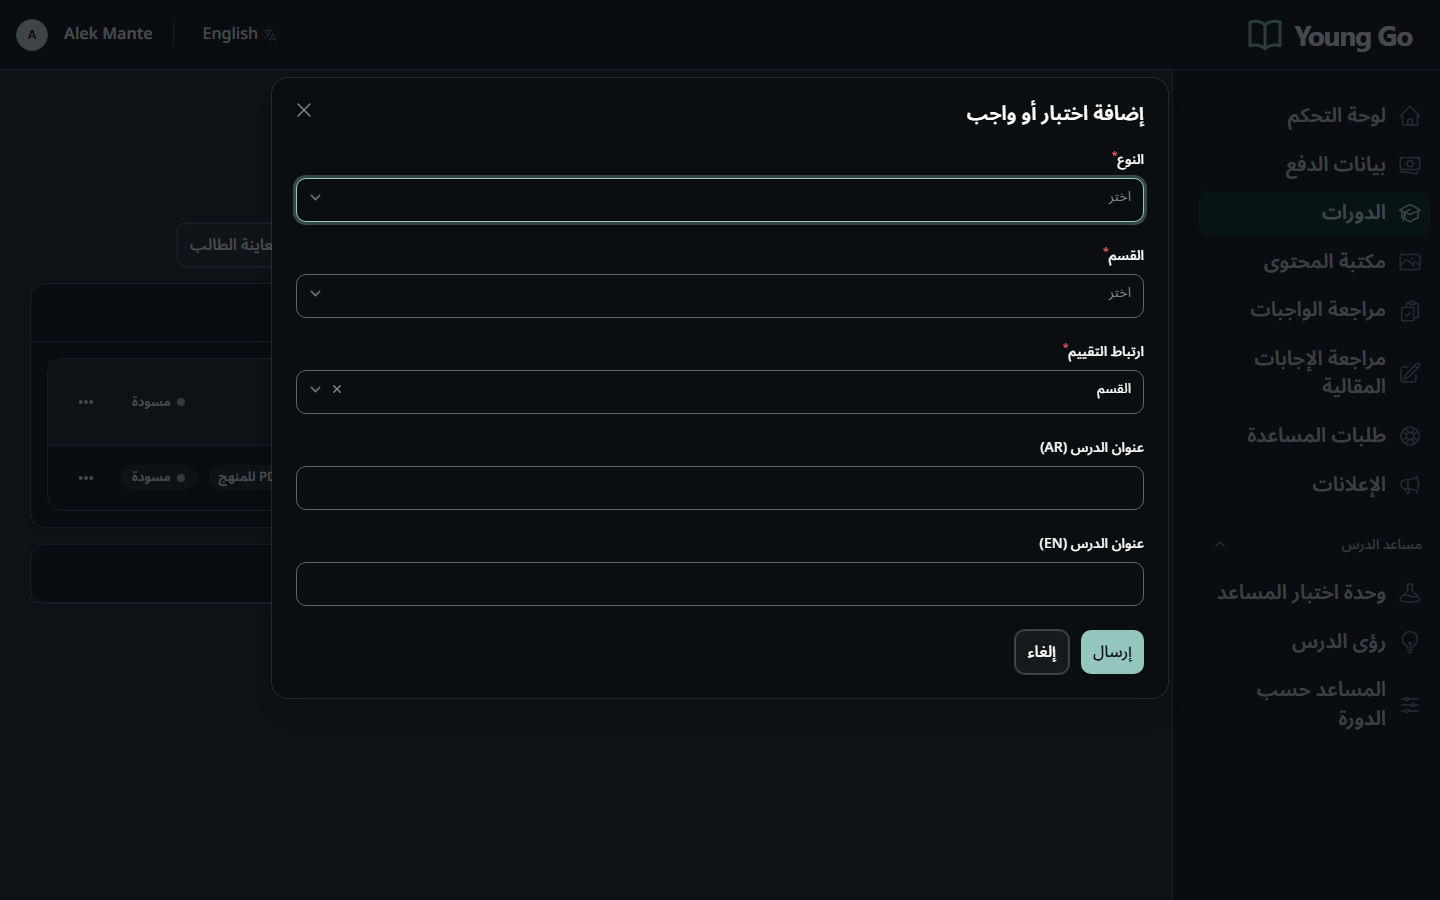 Young Go
English
Alek Mante
A
لوحة التحكم
بيانات الدفع
الدورات
مكتبة المحتوى
مراجعة الواجبات
مراجعة الإجابات
المقالية
طلبات المساعدة
الإعلانات
مساعد الدرس
وحدة اختبار المساعد
رؤى الدرس
المساعد حسب
الدورة
إضافة اختبار أو واجب
النوع*
اختر
القسم*
اختر
ارتباط التقييم*
القسم
عنوان الدرس (AR)
عنوان الدرس (EN)
إرسال
إلغاء
الطالب
مسودة
للمنهج
مسودة